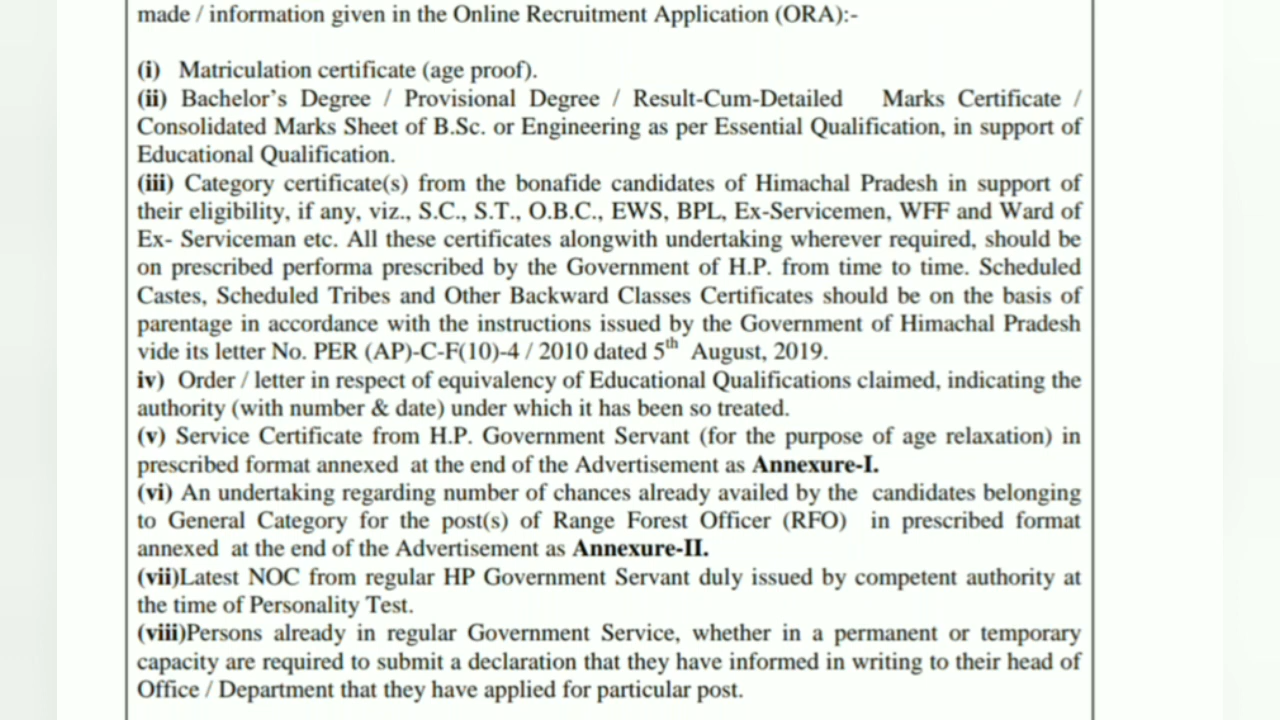 made / information given in the Online Recruitment Application (ORA):-
(i) Matriculation certificate (age proof).
(ii) Bachelor's Degree / Provisional Degree / Result-Cum-Detailed Marks Certificate /
Consolidated Marks Sheet of B.Sc. or Engineering as per Essential Qualification, in support of
Educational Qualification.
(iii) Category certificate(s) from the bonafide candidates of Himachal Pradesh in support of
their eligibility, if any, viz., S.C., S.T., O.B.C., EWS, BPL, Ex-Servicemen, WFF and Ward of
Ex- Serviceman etc. All these certificates alongwith undertaking wherever required, should be
on prescribed performa prescribed by the Government of H.P. from time to time. Scheduled
Castes, Scheduled Tribes and Other Backward Classes Certificates should be on the basis of
parentage in accordance with the instructions issued by the Government of Himachal Pradesh
vide its letter No. PER (AP)-C-F(10)-4 / 2010 dated 5th August, 2019.
iv) Order / letter in respect of equivalency of Educational Qualifications claimed, indicating the
authority (with number & date) under which it has been so treated.
(v) Service Certificate from H.P. Government Servant (for the purpose of age relaxation) in
prescribed format annexed at the end of the Advertisement as Annexure-I.
(vi) An undertaking regarding number of chances already availed by the candidates belonging
to General Category for the post(s) of Range Forest Officer (RFO) in prescribed format
annexed at the end of the Advertisement as Annexure-II.
(vii)Latest NOC from regular HP Government Servant duly issued by competent authority at
the time of Personality Test.
(viii)Persons already in regular Government Service, whether in a permanent or temporary
capacity are required to submit a declaration that they have informed in writing to their head of
Office / Department that they have applied for particular post.